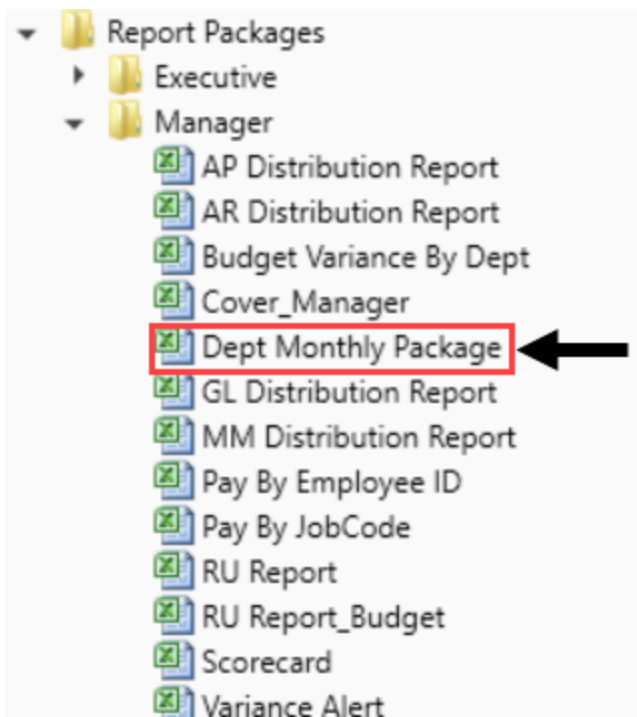 Report Packages
Executive
Manager
AP Distribution Report
AR Distribution Report
Budget Variance By Dept
Cover_Manager
Dept Monthly Package
GL Distribution Report
MM Distribution Report
Pay By Employee ID
Pay By JobCode
RU Report
RU Report_Budget
Scorecard
Variance Alert